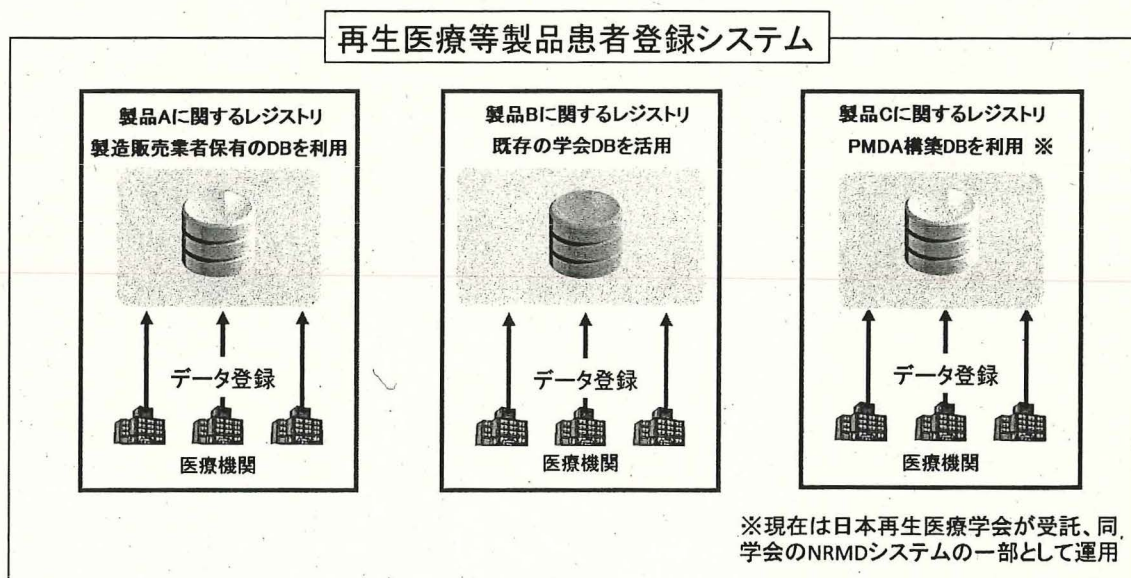 再生医療等製品患者登録システム
製品Aに関するレジストリ
製造販売業者保有のDBを利用
データ登録
医療機関
製品Bに関するレジストリ
既存の学会DBを活用
データ登録
医療機関
製品Cに関するレジストリ
PMDA構築DBを利用 ※
データ登録
医療機関
※現在は日本再生医療学会が受託、同
学会のNRMDシステムの一部として運用